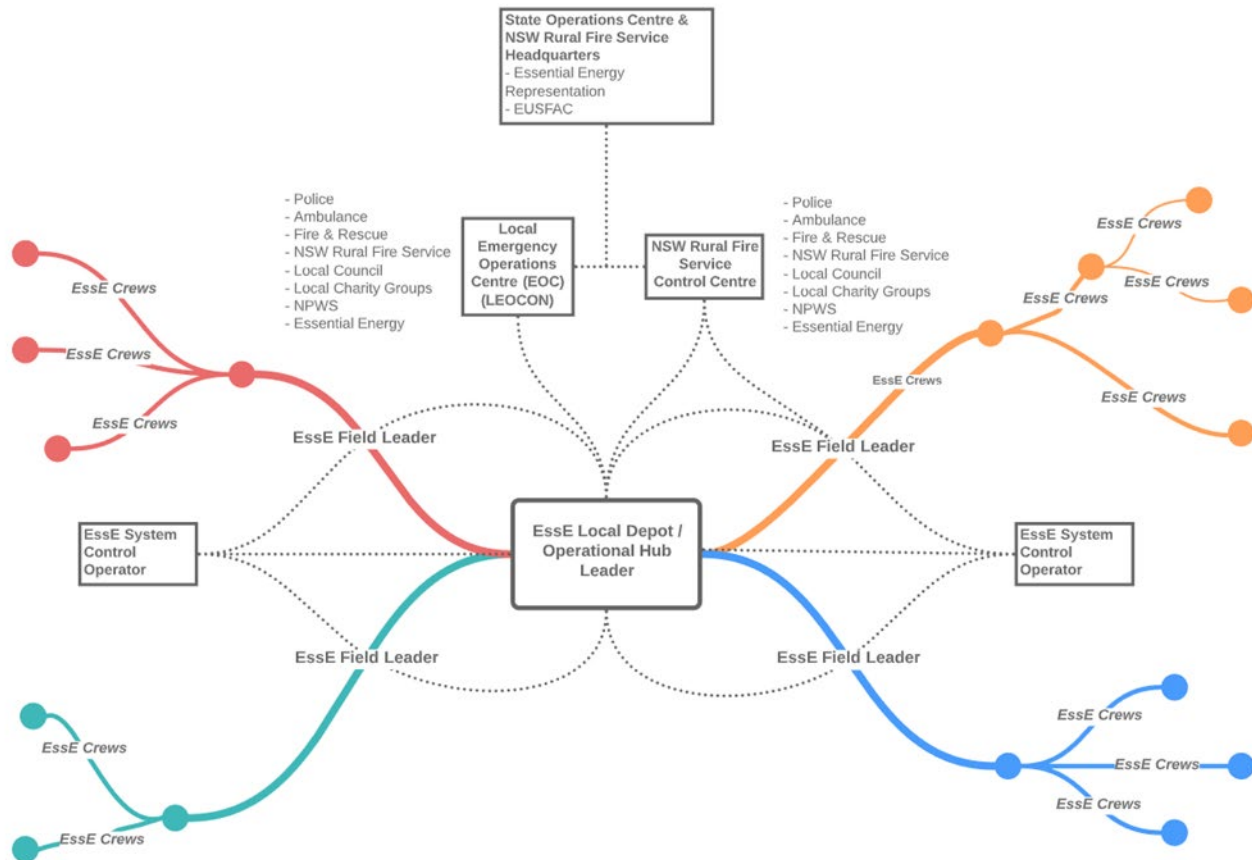 State Operations Centre &
NSW Rural Fire Service
Headquarters
- Essential Energy
Representation
- EUSFAC
- Police
- Ambulance
- Fire & Rescue
- NSW Rural Fire Service
- Local Council
- Local Charity Groups
- NPWS
- Essential Energy
Local
Emergency
Operations
Centre (EOC)
(LEOCON)
NSW Rural Fire
Service
Control Centre
- Police
- Ambulance
- Fire & Rescue
- NSW Rural Fire Service
- Local Council
- Local Charity Groups
- NPWS
- Essential Energy
EssE Crews
EssE Crews
EssE Crews
EssE Field Leader
EssE Crews
EssE Crews
EssE Crews
EssE Crews
EssE Crews
EssE Field Leader
EssE System
Control
Operator
EssE Local Depot /
Operational Hub
Leader
EssE System
Control
Operator
EssE Field Leader
EssE Crews
EssE Crews
EssE Field Leader
EssE Crews
EssE Crews
EssE Crews